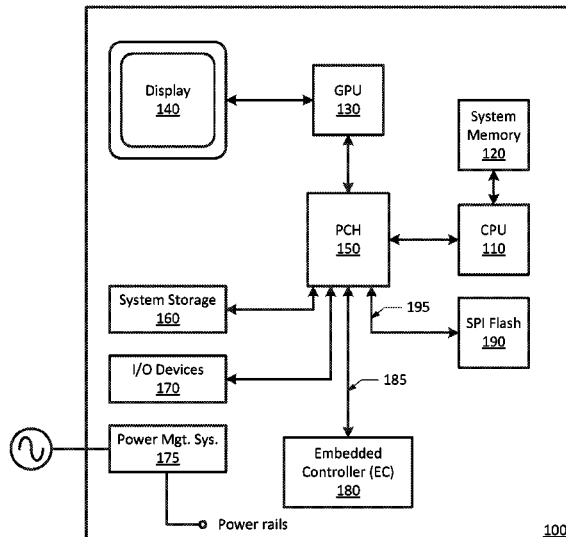 Display
140
GPU
130
System
Memory
120
PCH
150
CPU
110
System Storage
160
195
SPI Flash
190
I/O Devices
170
185
Power Mgt. Sys.
175
Embedded
Controller (EC)
180
Power rails
100